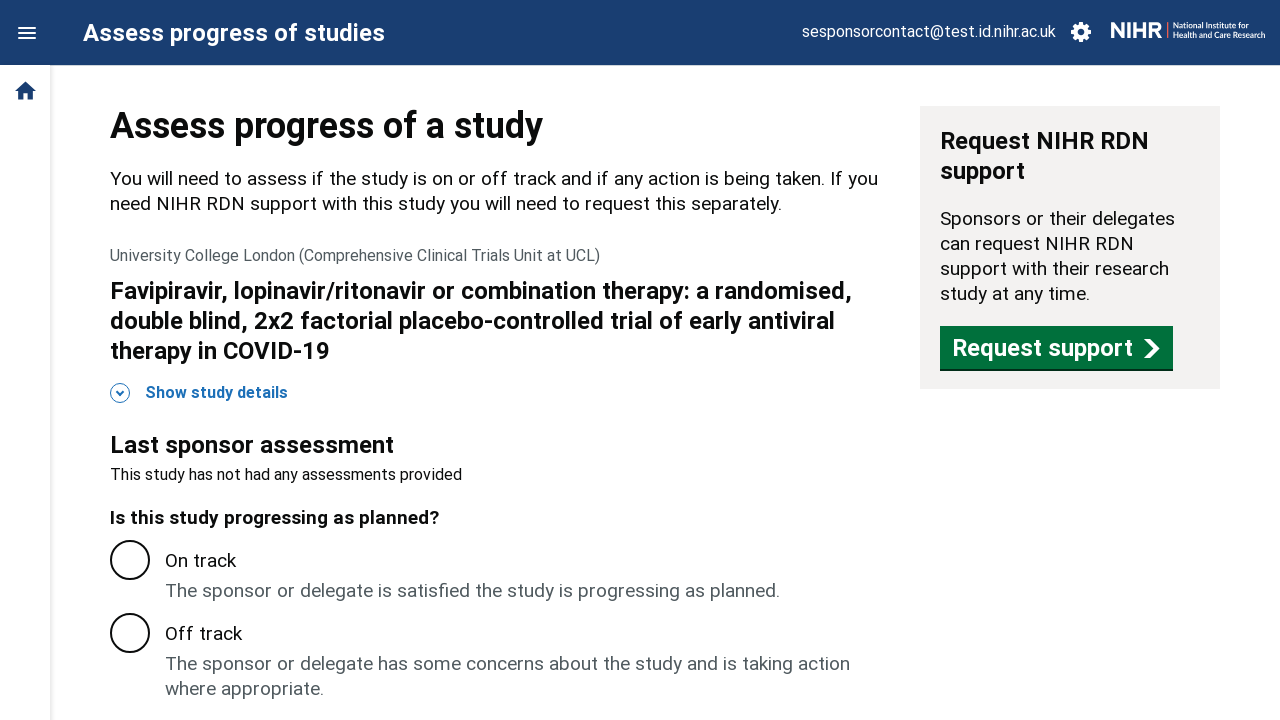 Assess progress of studies
sesponsorcontact@test.id.nihr.ac.uk
NIHR
National Institute for
Health and Care Research
Assess progress of a study
You will need to assess if the study is on or off track and if any action is being taken. If you
need NIHR RDN support with this study you will need to request this separately.
University College London (Comprehensive Clinical Trials Unit at UCL)
Favipiravir, lopinavir/ritonavir or combination therapy: a randomised,
double blind, 2x2 factorial placebo-controlled trial of early antiviral
therapy in COVID-19
Show study details
Last sponsor assessment
This study has not had any assessments provided
Is this study progressing as planned?
On track
The sponsor or delegate is satisfied the study is progressing as planned.
Off track
The sponsor or delegate has some concerns about the study and is taking action
where appropriate.
Request NIHR RDN
support
Sponsors or their delegates
can request NIHR RDN
support with their research
study at any time.
Request support